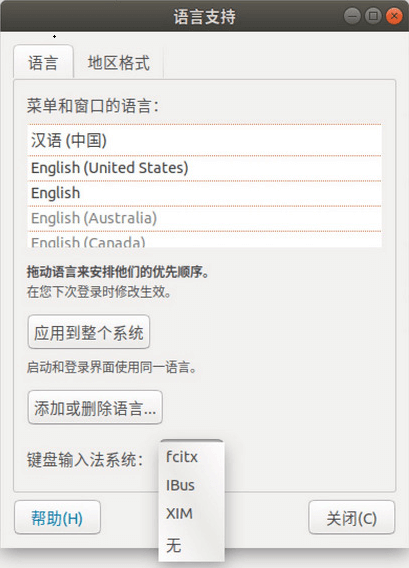 语言支持
语言 地区格式
菜单和窗口的语言：
汉语 (中国)
English (United States)
English
English (Australia)
English (Canada)
拖动语言来安排他们的优先顺序。
在您下次登录时修改生效。
应用到整个系统
启动和登录界面使用同一语言。
添加或删除语言...
键盘输入法系统：
fcitx
IBus
XIM
无
帮助(H) 关闭(C)